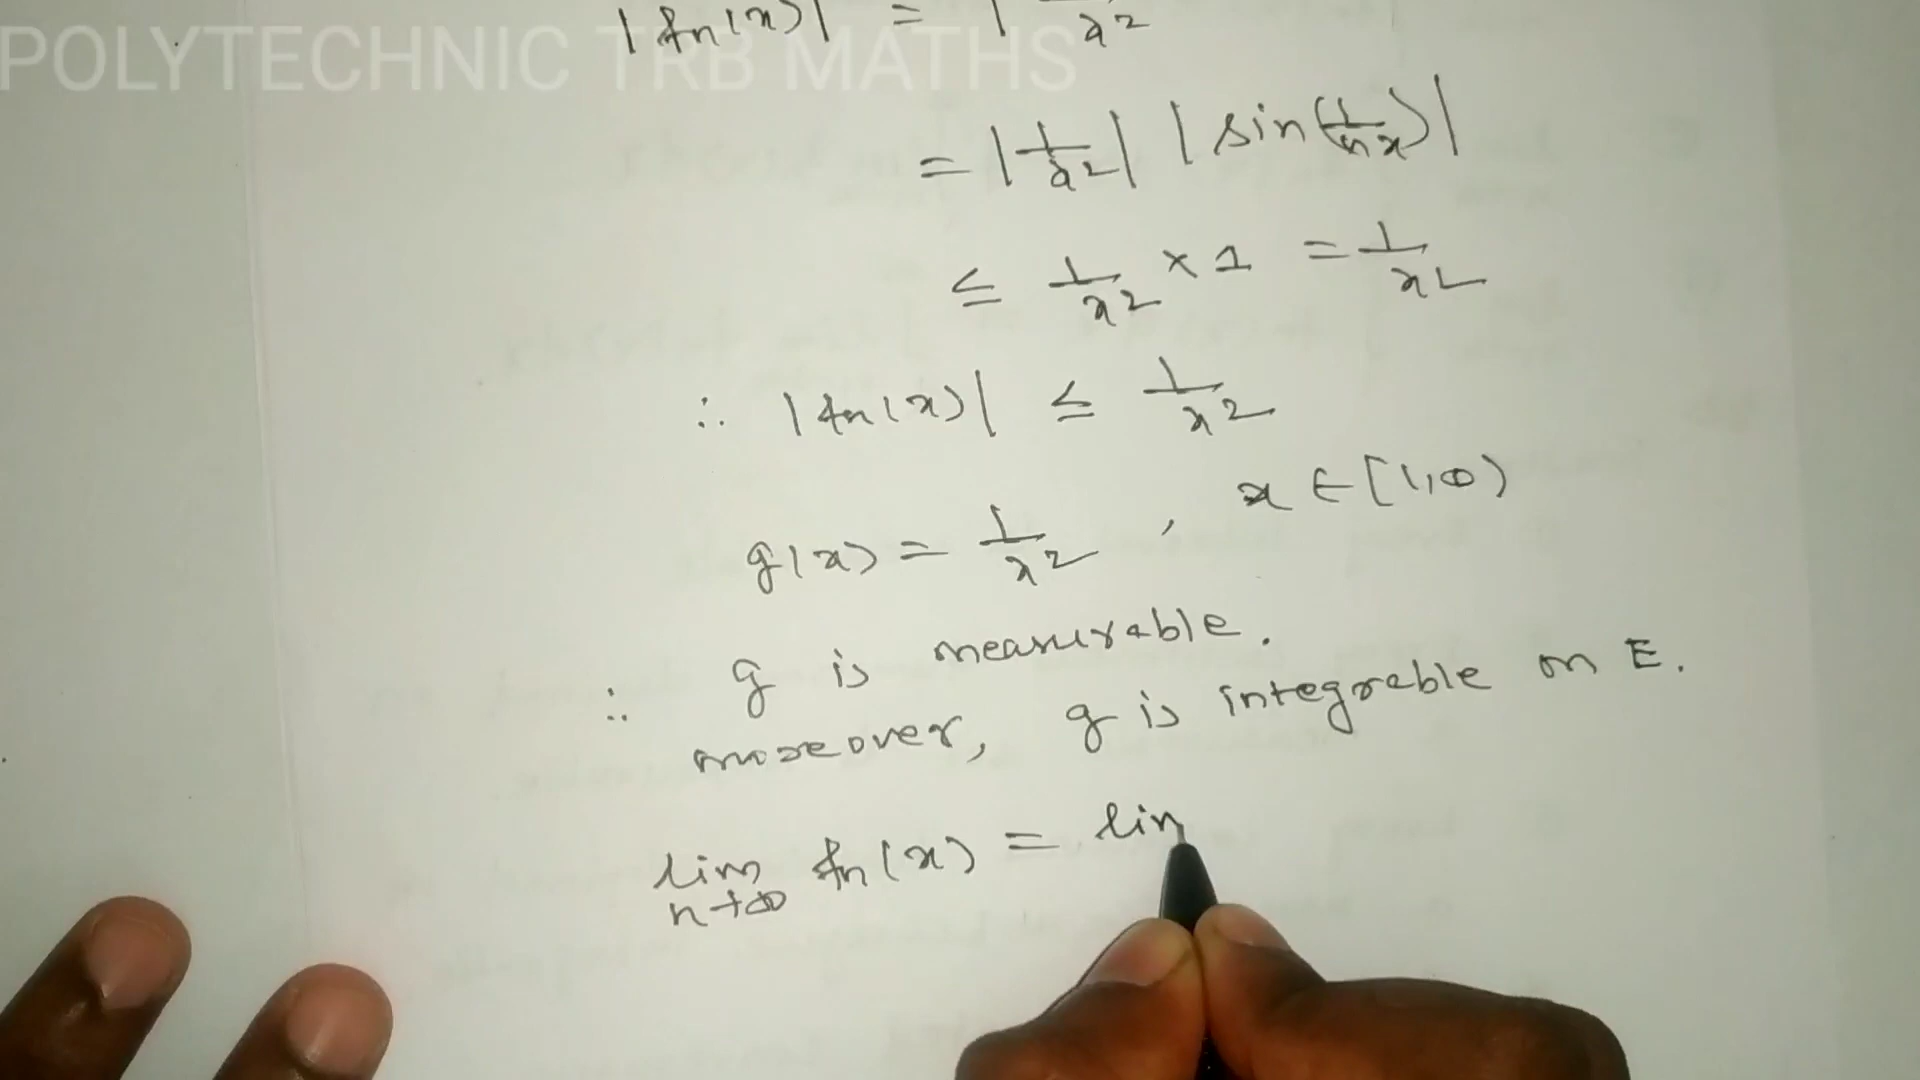 |fn(x)| = | x2
POLYTECHNIC TRB MATHS
= |1/x2| |sin(1/nx)|
≤ 1/x2 × 1 = 1/x2
∴ |fn(x)| ≤ 1/x2
g(x) = 1/x2 , x ∈ [1,∞)
∴ g is measurable.
moreover, g is integrable on E.
lim n→∞ fn(x) = lim